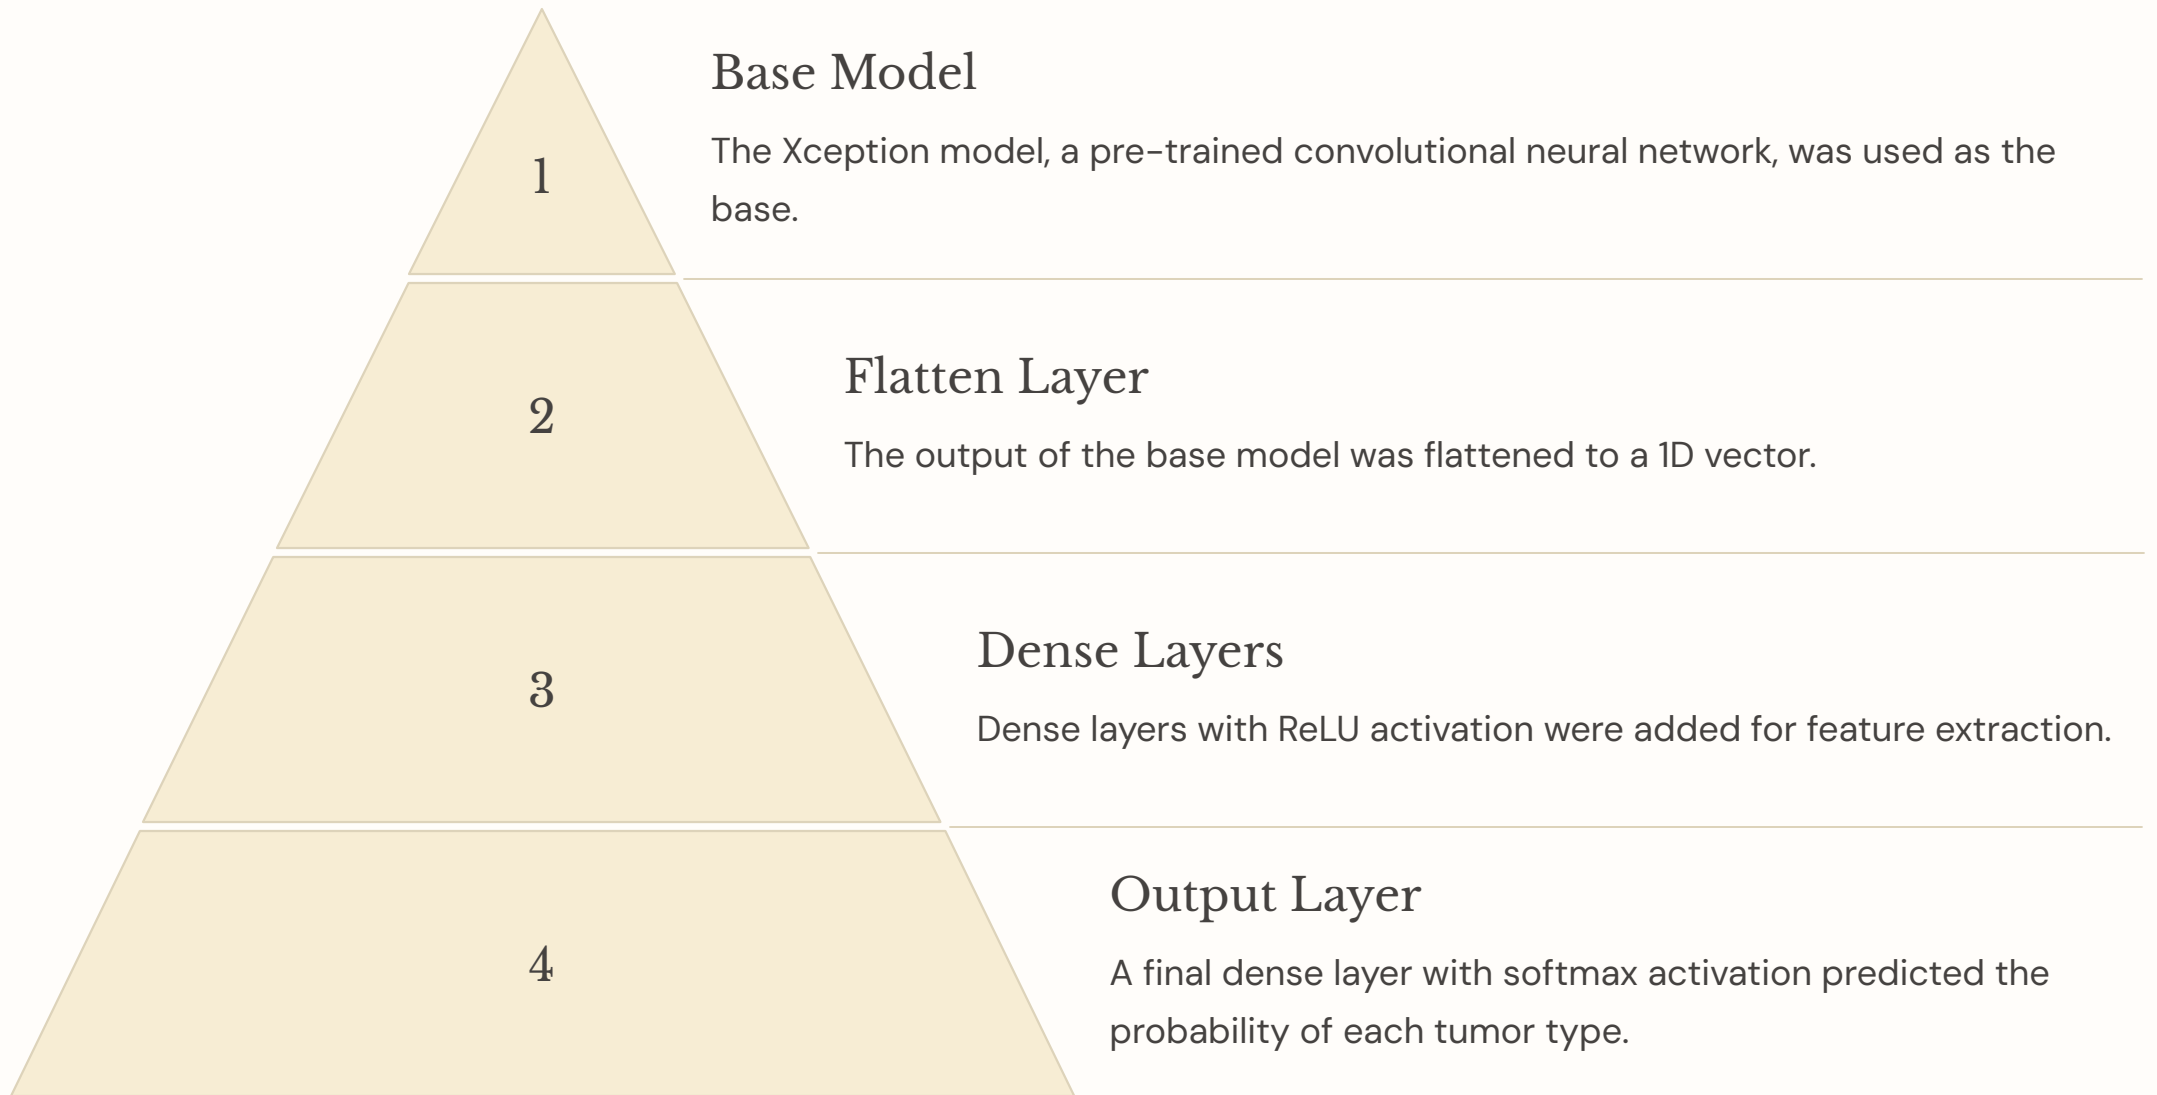 1
Base Model
The Xception model, a pre-trained convolutional neural network, was used as the
base.
2
Flatten Layer
The output of the base model was flattened to a 1D vector.
3
Dense Layers
Dense layers with ReLU activation were added for feature extraction.
4
Output Layer
A final dense layer with softmax activation predicted the
probability of each tumor type.